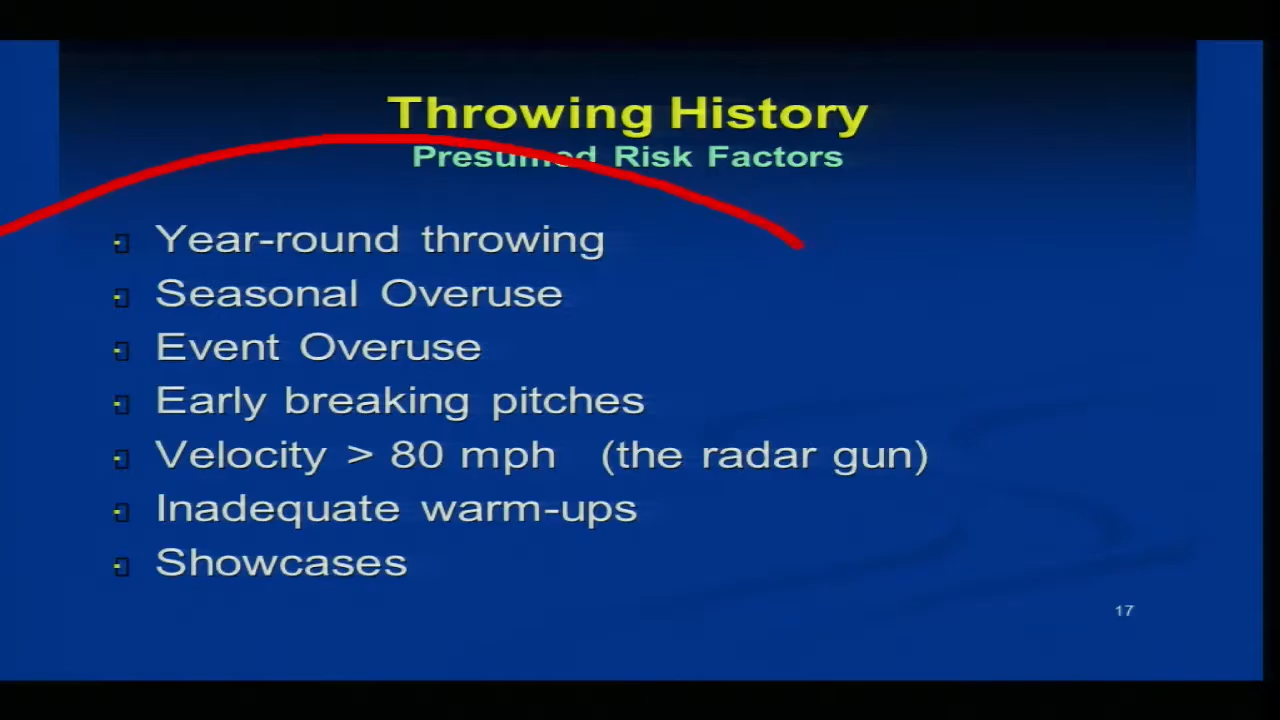 Throwing History
Presumed Risk Factors
Year-round throwing
Seasonal Overuse
Event Overuse
Early breaking pitches
Velocity > 80 mph (the radar gun)
Inadequate warm-ups
Showcases
17